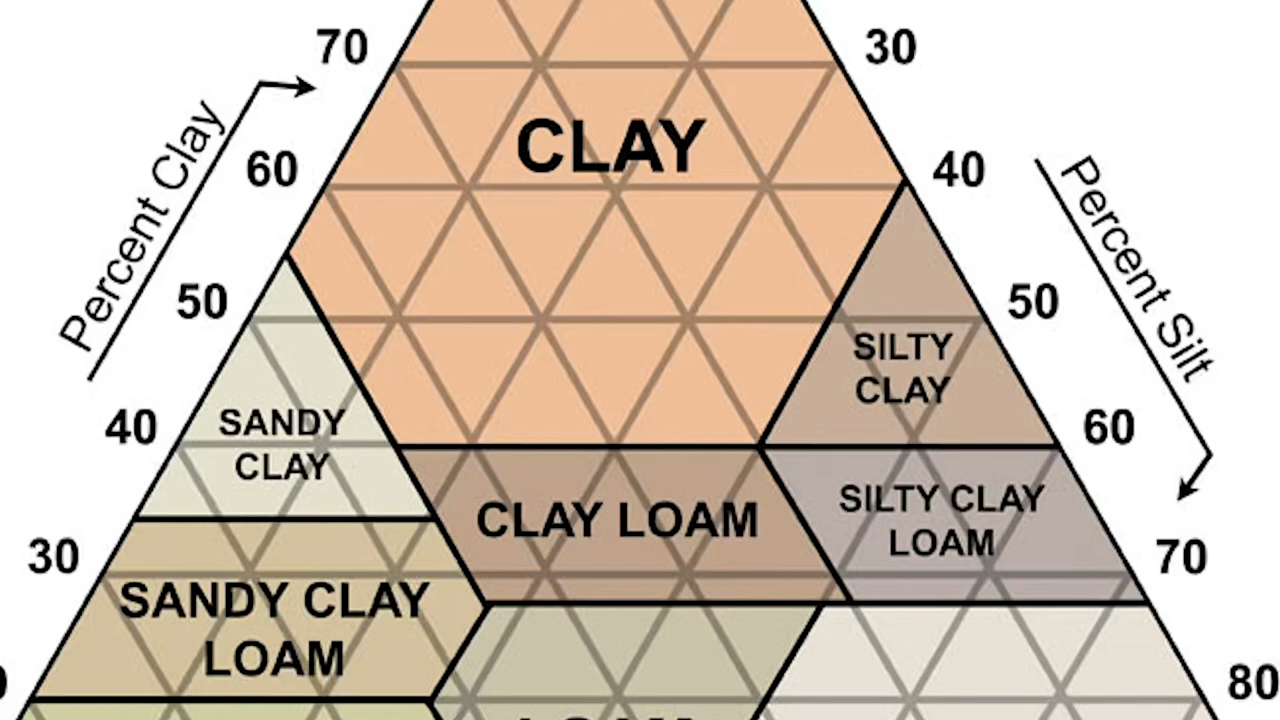 70
30
CLAY
60
40
Percent Clay
Percent Silt
50
50
SILTY
CLAY
40
SANDY
CLAY
60
CLAY LOAM
SILTY CLAY
LOAM
30
70
SANDY CLAY
LOAM
80